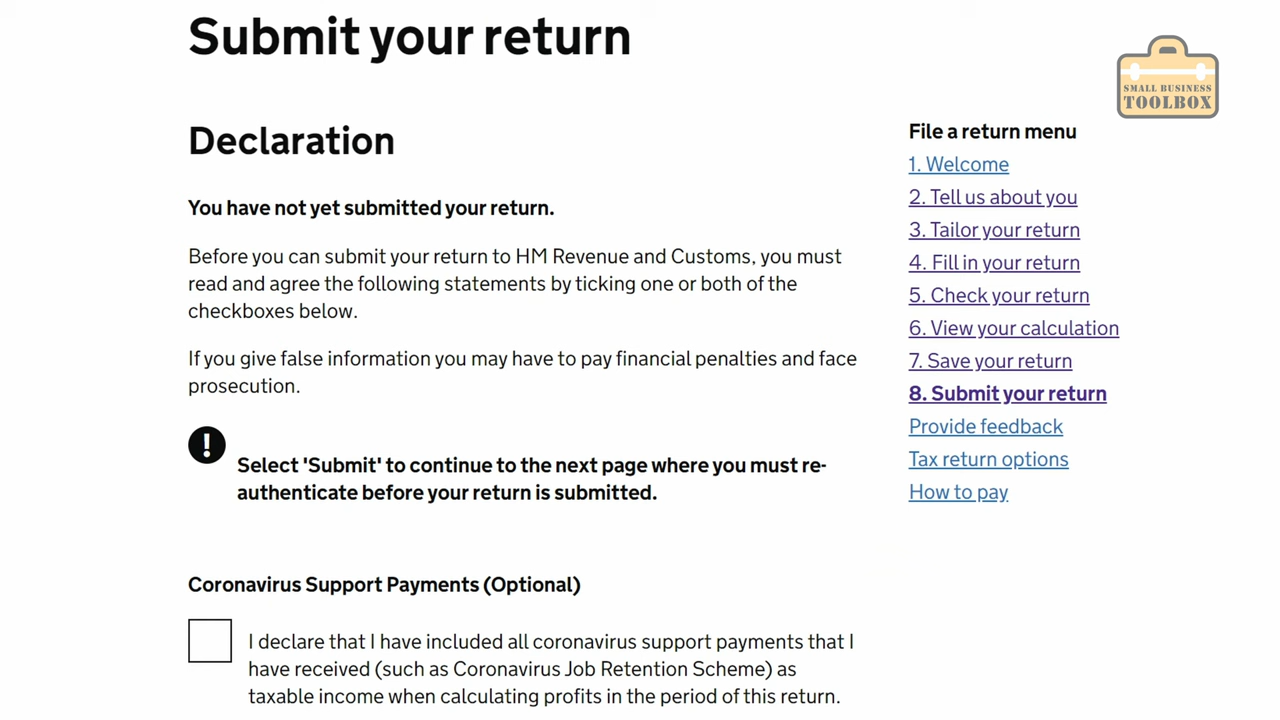 Submit your return
SMALL BUSINESS
TOOLBOX
Declaration
You have not yet submitted your return.
Before you can submit your return to HM Revenue and Customs, you must
read and agree the following statements by ticking one or both of the
checkboxes below.
If you give false information you may have to pay financial penalties and face
prosecution.
!
Select 'Submit' to continue to the next page where you must re-
authenticate before your return is submitted.
Coronavirus Support Payments (Optional)
I declare that I have included all coronavirus support payments that I
have received (such as Coronavirus Job Retention Scheme) as
taxable income when calculating profits in the period of this return.
File a return menu
1. Welcome
2. Tell us about you
3. Tailor your return
4. Fill in your return
5. Check your return
6. View your calculation
7. Save your return
8. Submit your return
Provide feedback
Tax return options
How to pay